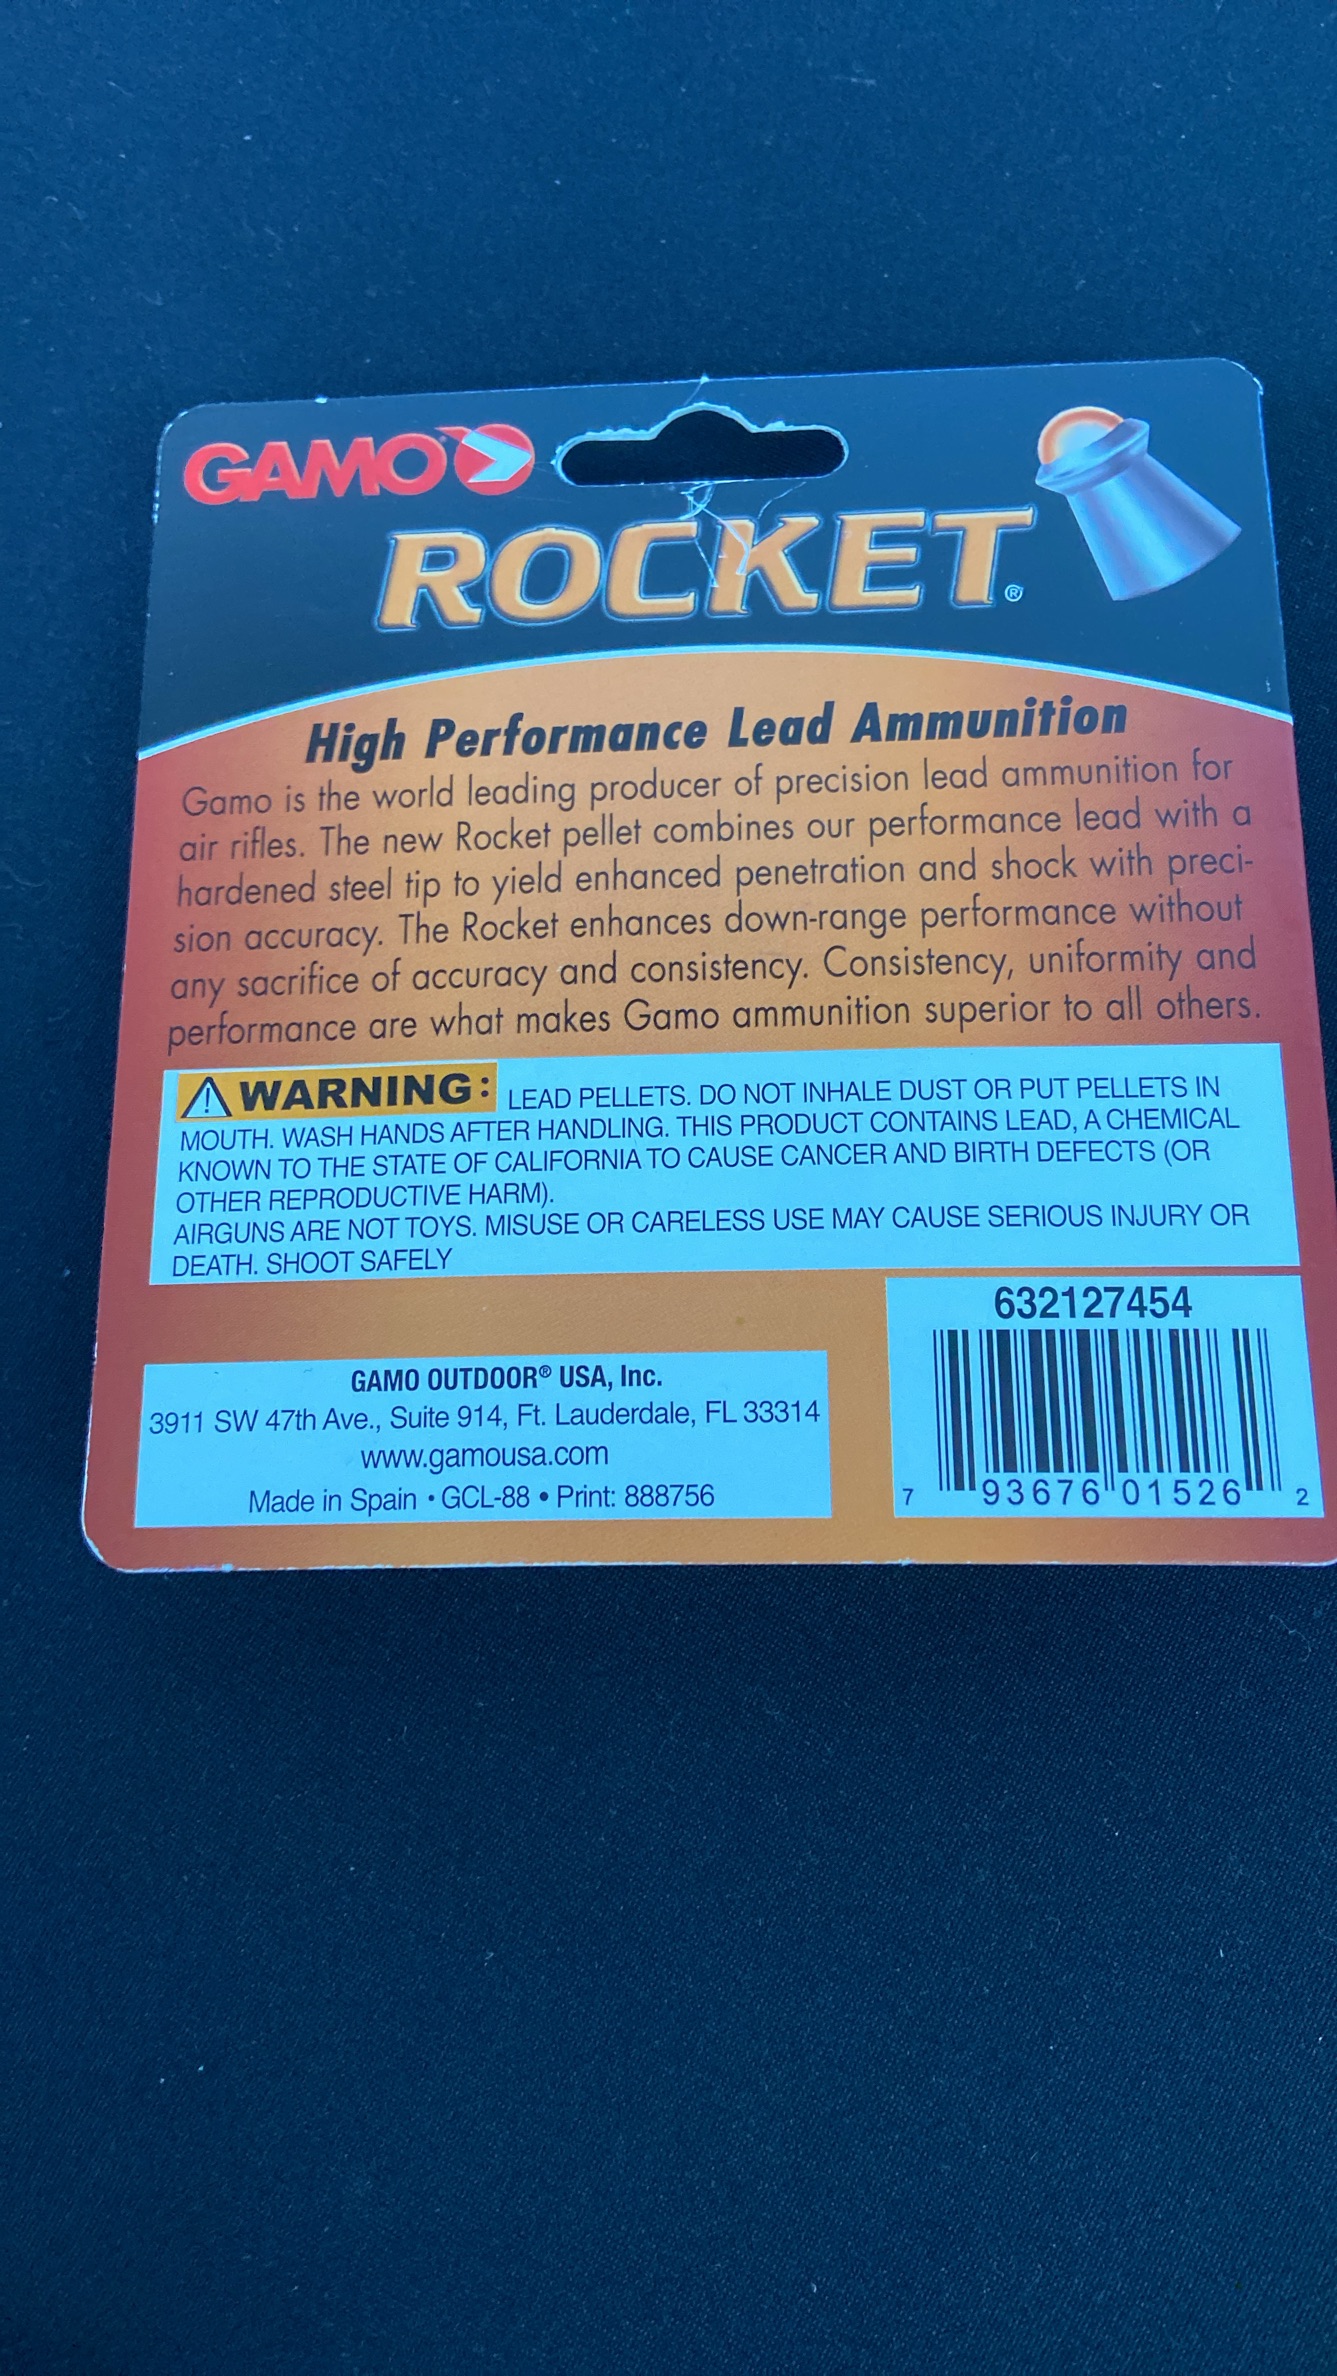 GAMO
ROCKET®
High Performance Lead Ammunition
Gamo is the world leading producer of precision lead ammunition for
air rifles. The new Rocket pellet combines our performance lead with a
hardened steel tip to yield enhanced penetration and shock with preci-
sion accuracy. The Rocket enhances down-range performance without
any sacrifice of accuracy and consistency. Consistency, uniformity and
performance are what makes Gamo ammunition superior to all others.
WARNING: LEAD PELLETS. DO NOT INHALE DUST OR PUT PELLETS IN
MOUTH. WASH HANDS AFTER HANDLING. THIS PRODUCT CONTAINS LEAD, A CHEMICAL
KNOWN TO THE STATE OF CALIFORNIA TO CAUSE CANCER AND BIRTH DEFECTS (OR
OTHER REPRODUCTIVE HARM).
AIRGUNS ARE NOT TOYS. MISUSE OR CARELESS USE MAY CAUSE SERIOUS INJURY OR
DEATH. SHOOT SAFELY
632127454
7 93676 01526 2
GAMO OUTDOOR® USA, Inc.
3911 SW 47th Ave., Suite 914, Ft. Lauderdale, FL 33314
www.gamousa.com
Made in Spain • GCL-88 • Print: 888756